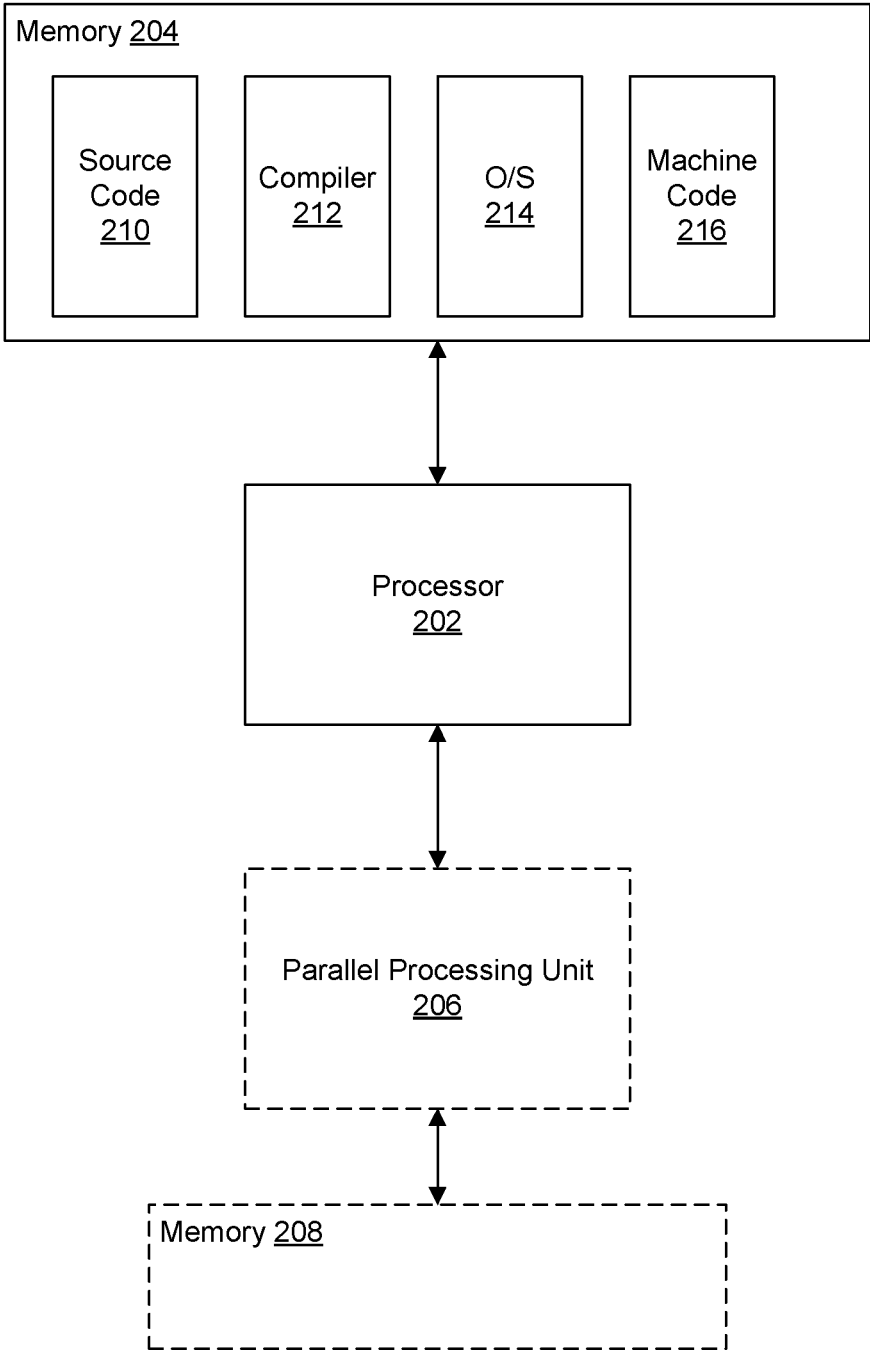 Memory 204
Source
Code
210
Compiler
212
O/S
214
Machine
Code
216
Processor
202
Parallel Processing Unit
206
Memory 208